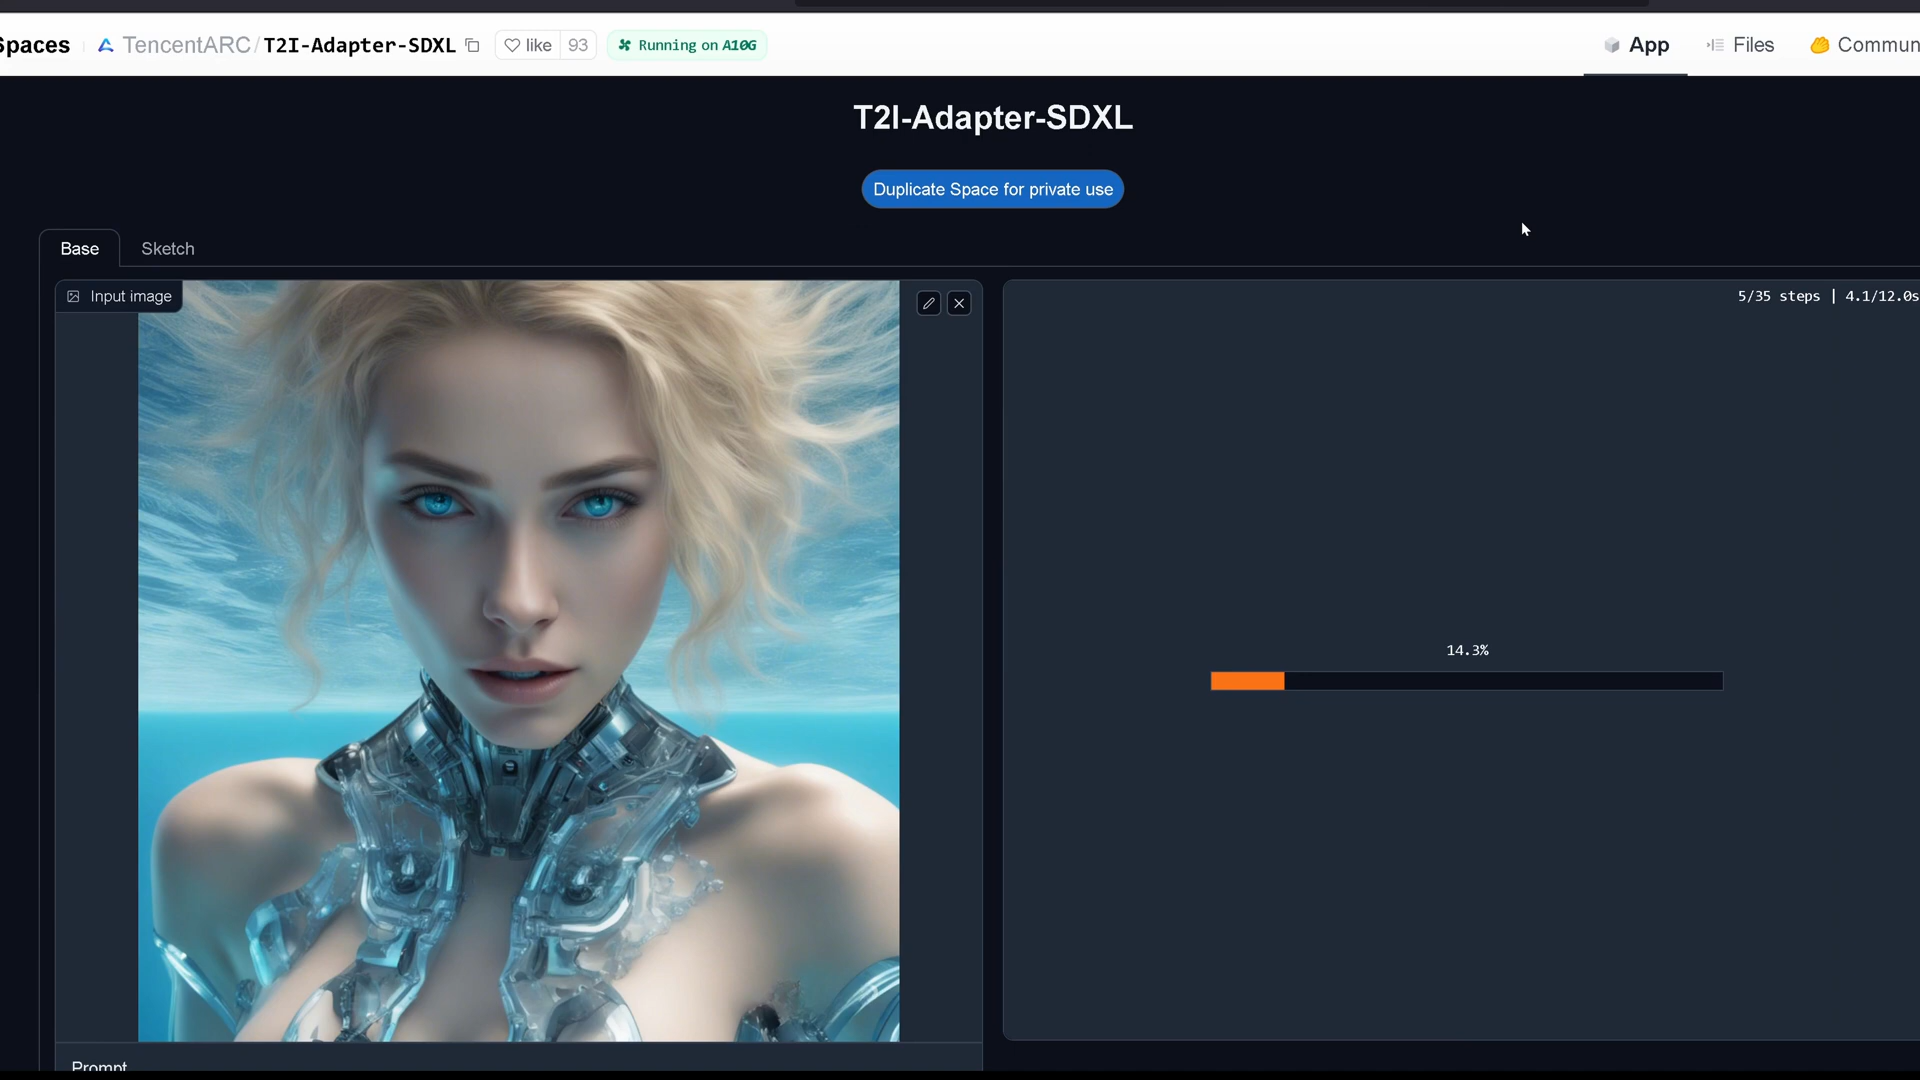 Spaces TencentARC/T2I-Adapter-SDXL like 93 Running on A10G App Files Commun
T2I-Adapter-SDXL
Duplicate Space for private use
Base Sketch
Input image
5/35 steps | 4.1/12.0s
14.3%
Prompt